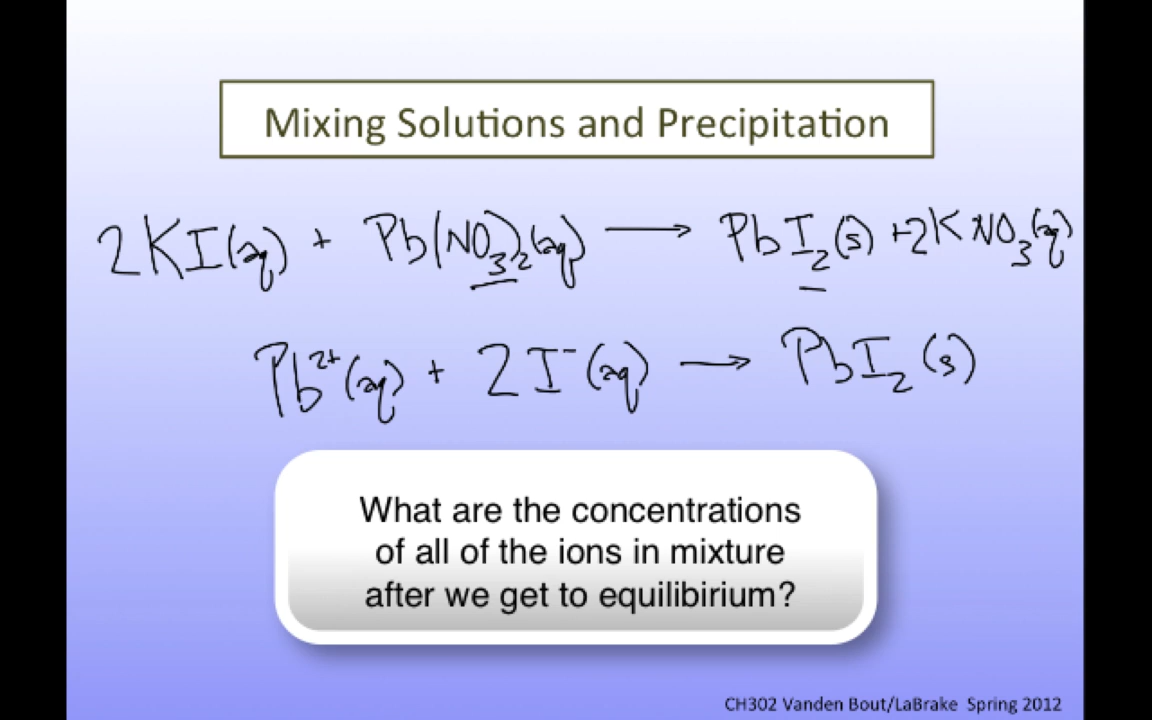 Mixing Solutions and Precipitation
2KI(aq) + Pb(NO₃)₂(aq) → PbI₂(s) + 2KNO₃(aq)
Pb²⁺(aq) + 2I⁻(aq) → PbI₂(s)
What are the concentrations
of all of the ions in mixture
after we get to equilibirium?
CH302 Vanden Bout/LaBrake Spring 2012